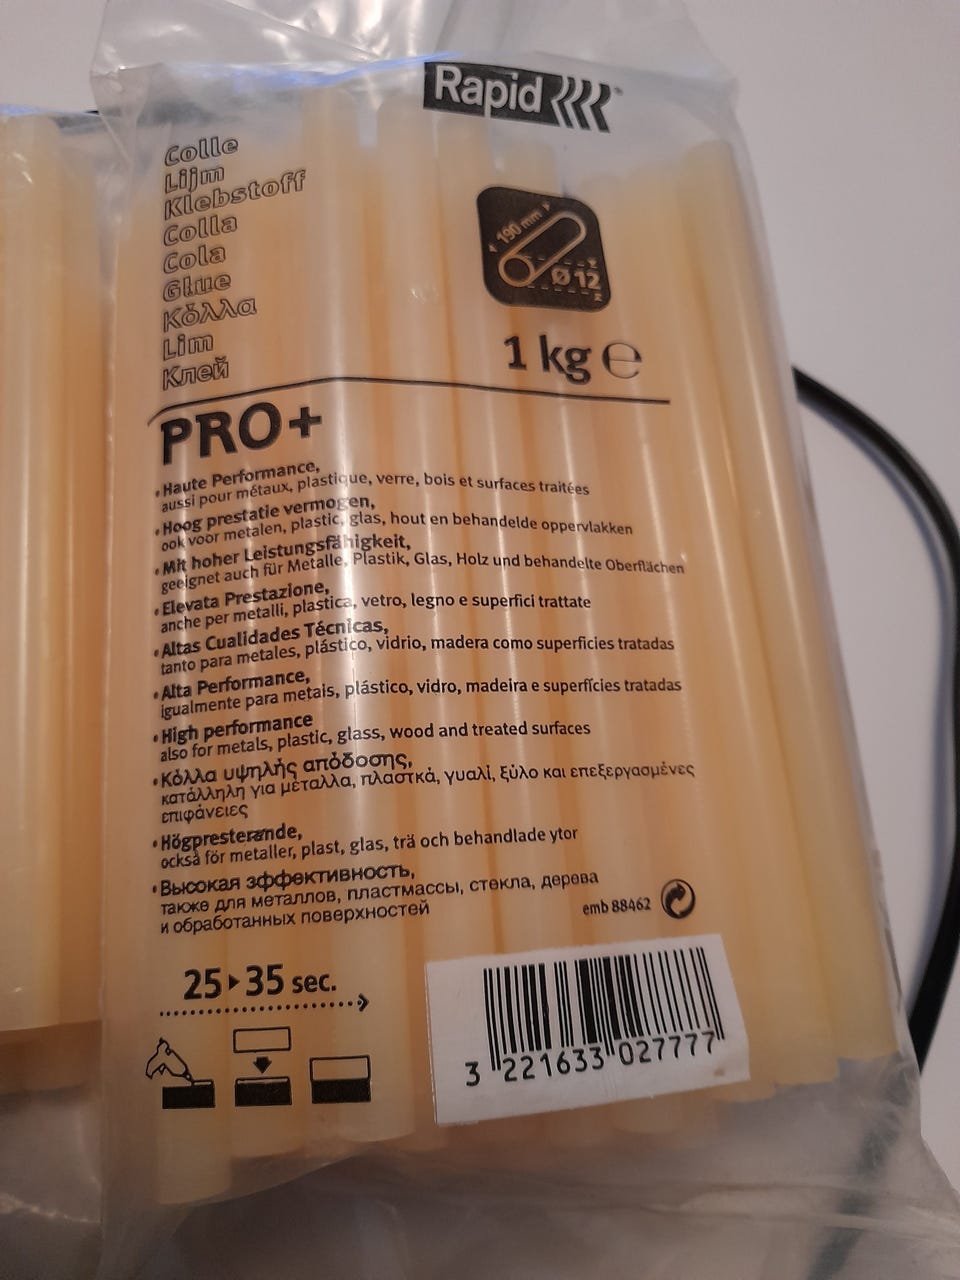 Rapid
Colle
Lijm
Klebstoff
Colla
Cola
Glue
Κόλλα
Lim
Клей
190 mm
Ø 12
1 kg ℮
PRO+
• Haute Performance,
aussi pour métaux, plastique, verre, bois et surfaces traitées
• Hoog prestatie vermogen,
ook voor metalen, plastic, glas, hout en behandelde oppervlakken
• Mit hoher Leistungsfähigkeit,
geeignet auch für Metalle, Plastik, Glas, Holz und behandelte Oberflächen
• Elevata Prestazione,
anche per metalli, plastica, vetro, legno e superfici trattate
• Altas Cualidades Técnicas,
tanto para metales, plástico, vidrio, madera como superficies tratadas
• Alta Performance,
igualmente para metais, plástico, vidro, madeira e superfícies tratadas
• High performance
also for metals, plastic, glass, wood and treated surfaces
• Κόλλα υψηλής απόδοσης,
κατάλληλη για μέταλλα, πλαστκά, γυαλί, ξύλο και επεξεργασμένες
επιφάνειες
• Högpresterande,
också för metaller, plast, glas, trä och behandlade ytor
• Высокая эффективность,
также для металлов, пластмассы, стекла, дерева
и обработанных поверхностей
emb 88462
25 ▸ 35 sec.
3 221633 027777